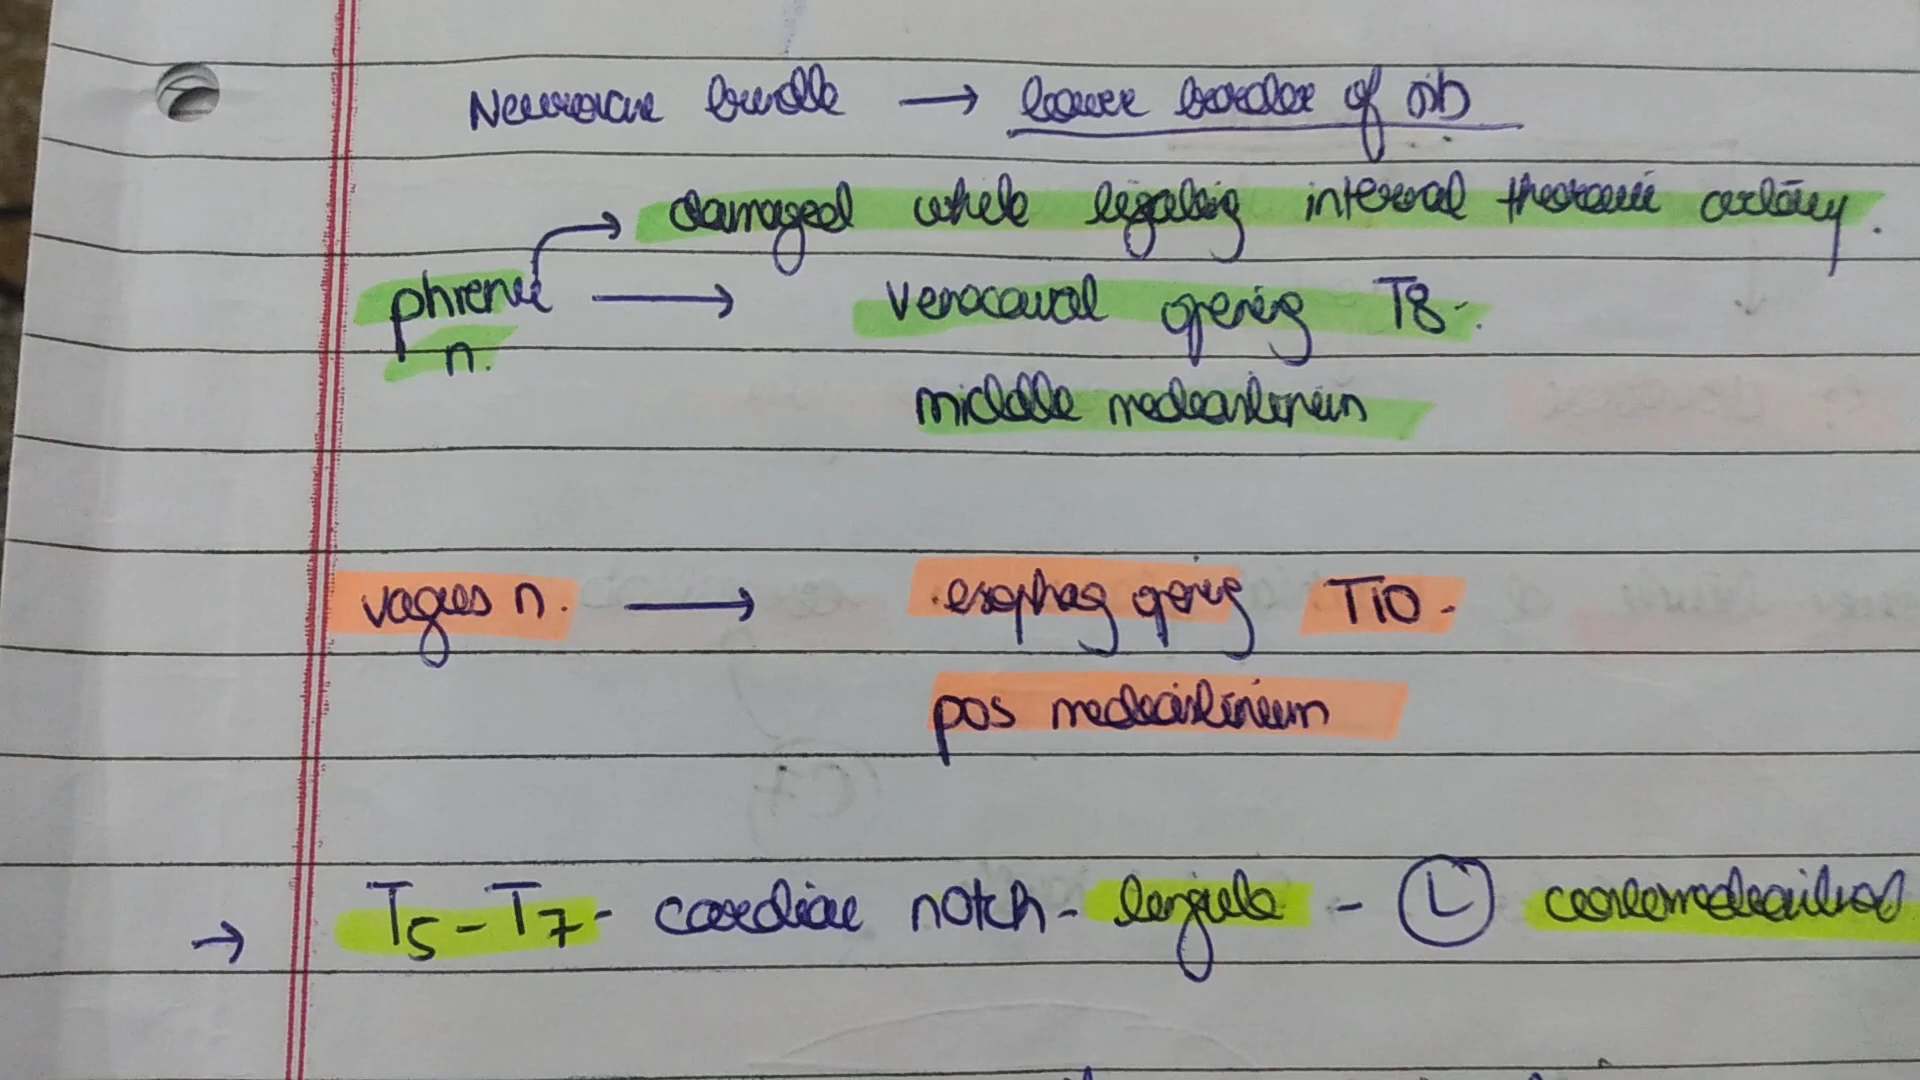 Neurovac bundle → lower border of rib
damaged while ligating internal thoracic artery.
phrenic n. → Venacaval opening T8.
middle mediastinum
vagus n. → esophag opening T10.
pos mediastinum
→ T5-T7- cardiac notch- lingula - L costomediastinal